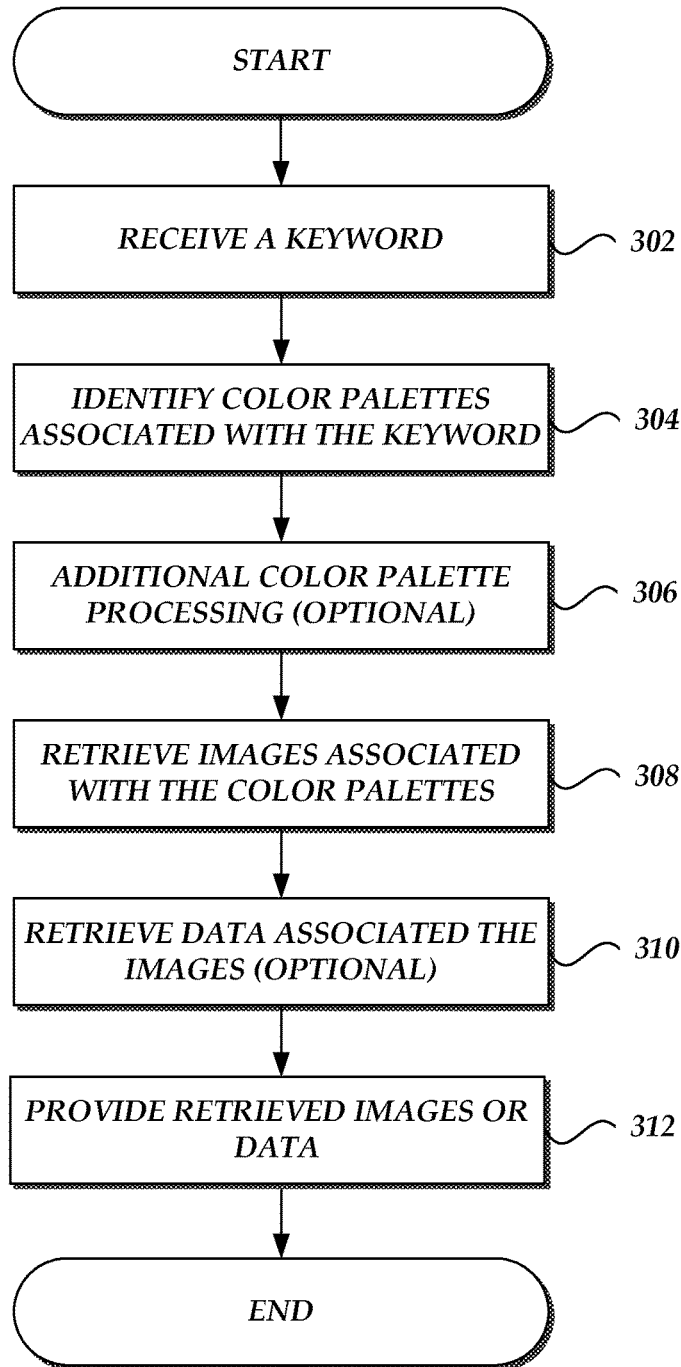 START
RECEIVE A KEYWORD
302
IDENTIFY COLOR PALETTES
ASSOCIATED WITH THE KEYWORD
304
ADDITIONAL COLOR PALETTE
PROCESSING (OPTIONAL)
306
RETRIEVE IMAGES ASSOCIATED
WITH THE COLOR PALETTES
308
RETRIEVE DATA ASSOCIATED THE
IMAGES (OPTIONAL)
310
PROVIDE RETRIEVED IMAGES OR
DATA
312
END